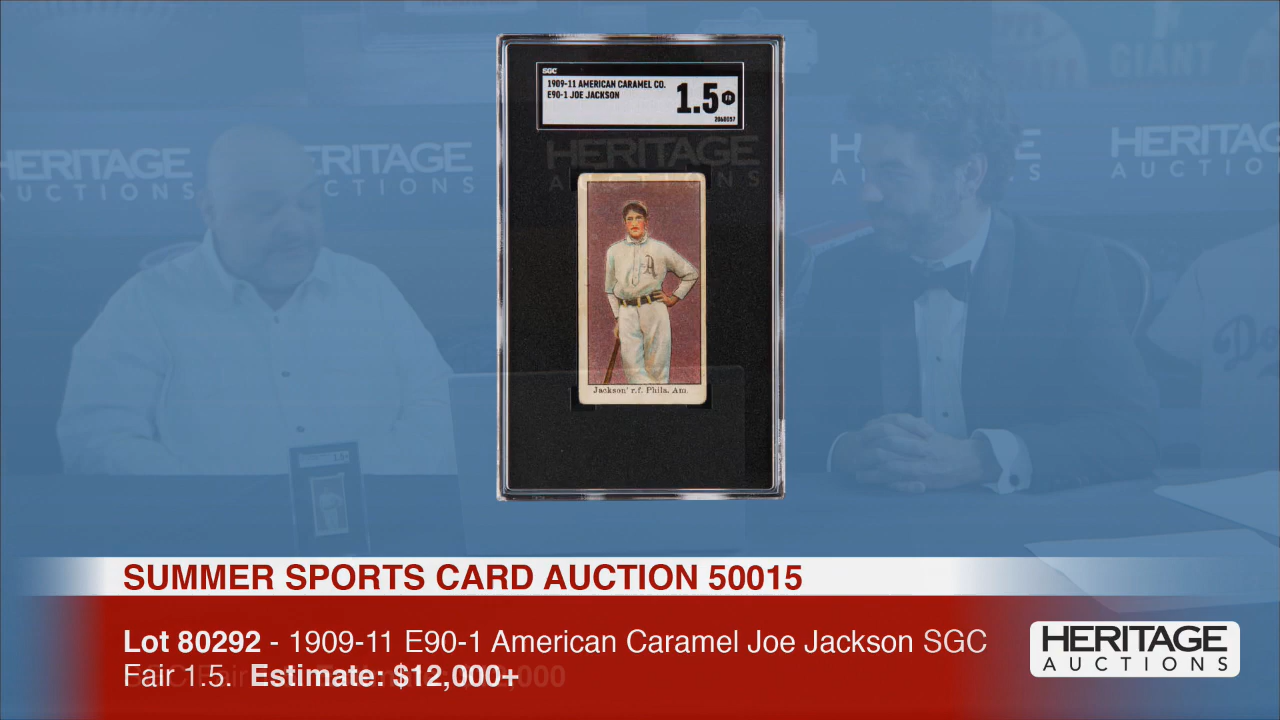 GIANT
SGC
1909-11 AMERICAN CARAMEL CO.
E90-1 JOE JACKSON
1.5
FR
2060357
HERITAGE
AUCTIONS
HERITAGE
AUCTIONS
HERITAGE
AUCTIONS
HERITAGE
AUCTIONS
Jackson' r.f. Phila. Am.
SUMMER SPORTS CARD AUCTION 50015
Lot 80292 - 1909-11 E90-1 American Caramel Joe Jackson SGC
Fair 1.5. Estimate: $12,000+
HERITAGE
AUCTIONS